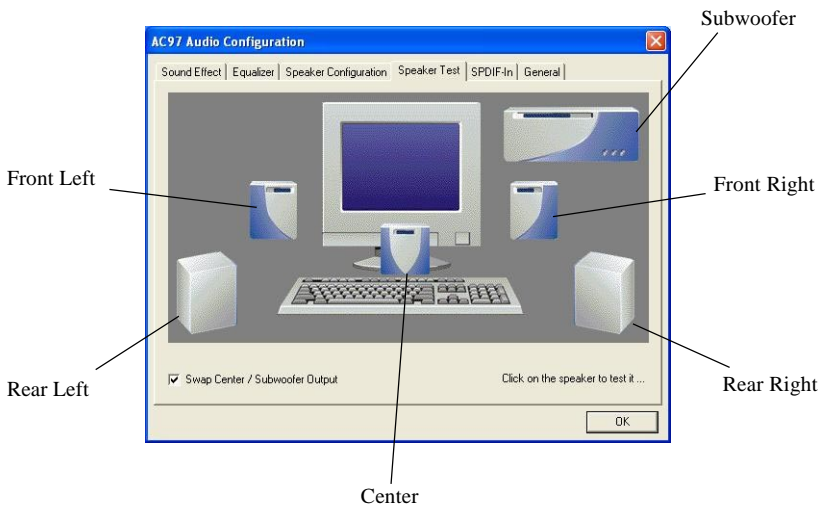 Subwoofer
AC97 Audio Configuration
Sound Effect Equalizer Speaker Configuration Speaker Test SPDIF-In General
Front Left
Front Right
Rear Left
Rear Right
Swap Center / Subwoofer Output
Click on the speaker to test it ...
OK
Center